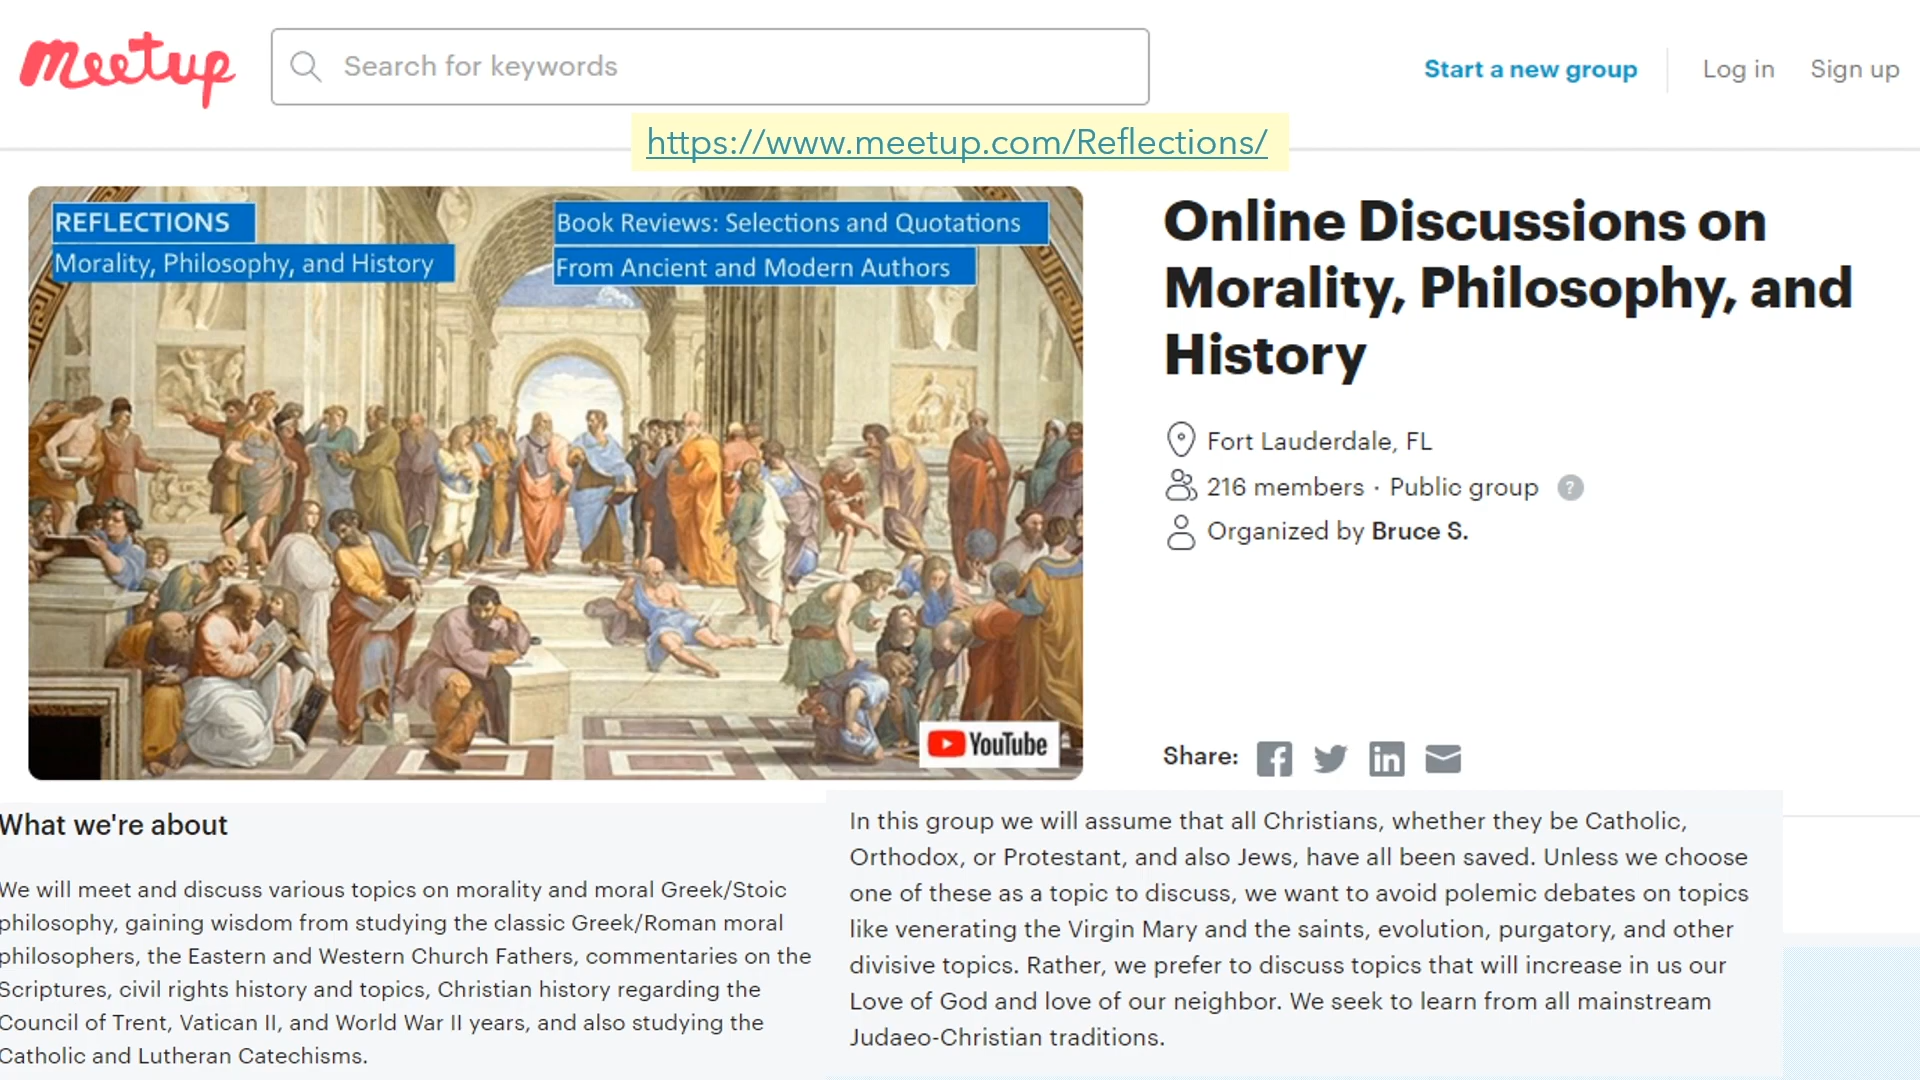 meetup
Search for keywords
Start a new group
Log in
Sign up
https://www.meetup.com/Reflections/
REFLECTIONS
Morality, Philosophy, and History
Book Reviews: Selections and Quotations
From Ancient and Modern Authors
YouTube
Online Discussions on
Morality, Philosophy, and
History
Fort Lauderdale, FL
216 members · Public group ?
Organized by Bruce S.
Share:
What we're about
We will meet and discuss various topics on morality and moral Greek/Stoic
philosophy, gaining wisdom from studying the classic Greek/Roman moral
philosophers, the Eastern and Western Church Fathers, commentaries on the
Scriptures, civil rights history and topics, Christian history regarding the
Council of Trent, Vatican II, and World War II years, and also studying the
Catholic and Lutheran Catechisms.
In this group we will assume that all Christians, whether they be Catholic,
Orthodox, or Protestant, and also Jews, have all been saved. Unless we choose
one of these as a topic to discuss, we want to avoid polemic debates on topics
like venerating the Virgin Mary and the saints, evolution, purgatory, and other
divisive topics. Rather, we prefer to discuss topics that will increase in us our
Love of God and love of our neighbor. We seek to learn from all mainstream
Judaeo-Christian traditions.